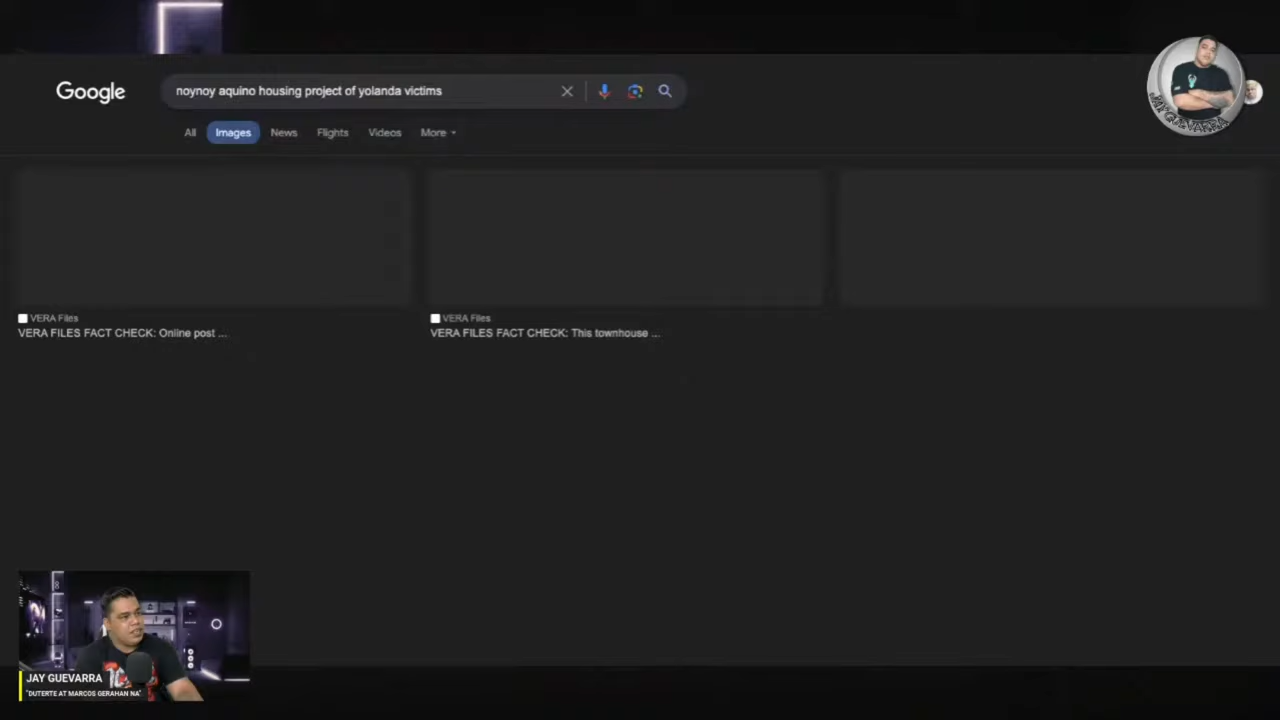 Google
noynoy aquino housing project of yolanda victims
All Images News Flights Videos More
VERA Files
VERA FILES FACT CHECK: Online post ...
VERA Files
VERA FILES FACT CHECK: This townhouse ...
JAY GUEVARRA
JAY GUEVARRA
"DUTERTE AT MARCOS GERAHAN NA"